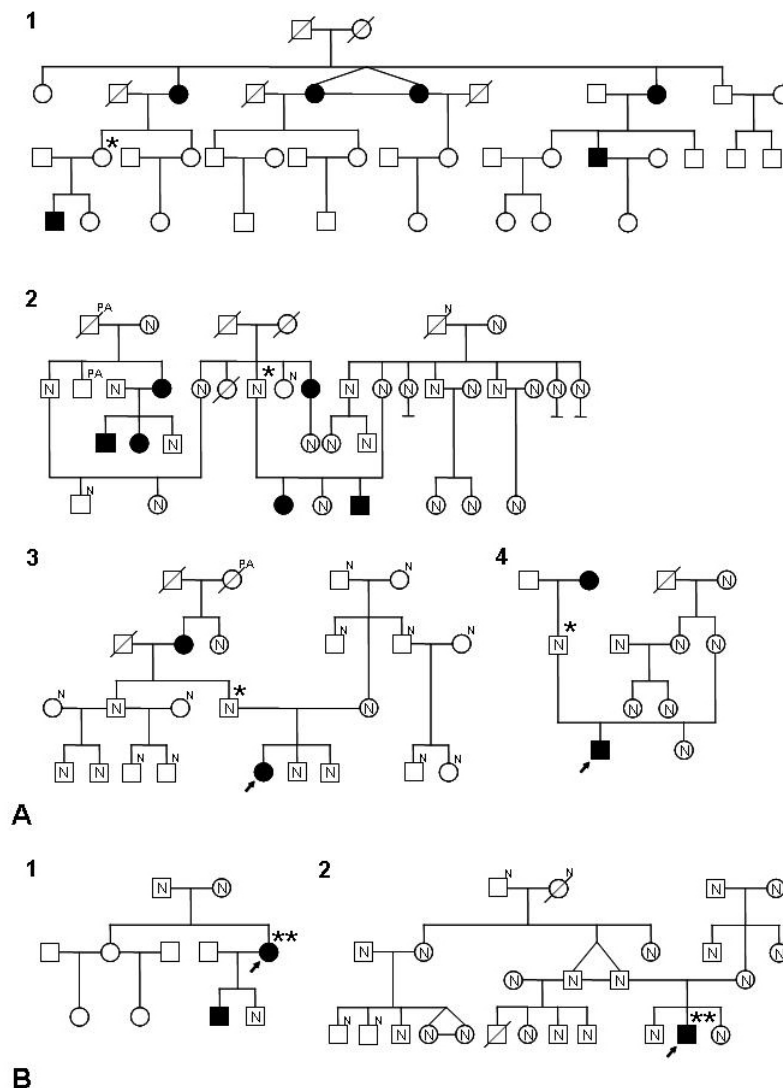 1
*
2
PA N N N
N PA N N * N N N N N N N N N N
N N N N
N N N N N N
3 4
PA N N N
N N N N * N N N N
N N N * N N N N
N N N N N N N N N
A
1 2
N N N N N N
** N N N N N
N N N N
N N N N N N N N N N ** N
B